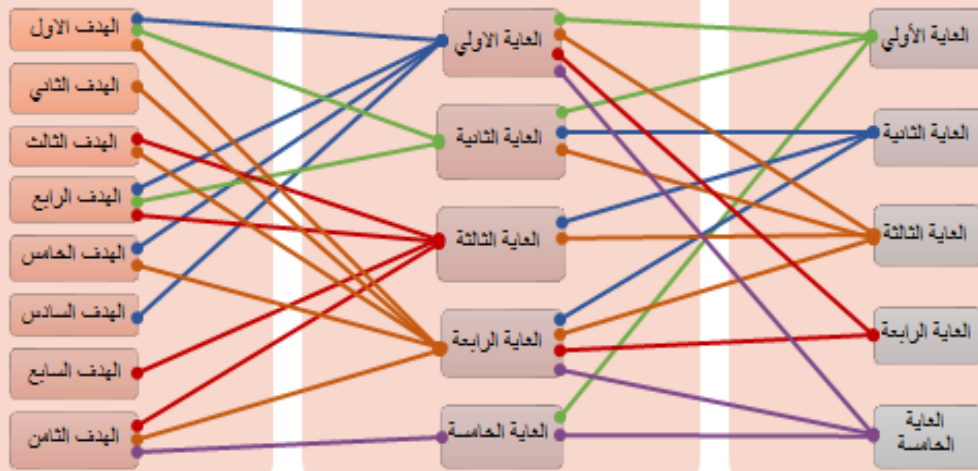 العاية الأولي
العاية الثانية
العاية الثالثة
العاية الرابعة
العاية
الخامسة
العاية الاولي
العاية الثانية
العاية الثالثة
العاية الرابعة
العاية الخامسة
الهدف الاول
الهدف الثاني
الهدف الثالث
الهدف الرابع
الهدف الخامس
الهدف السادس
الهدف السابع
الهدف الثامن